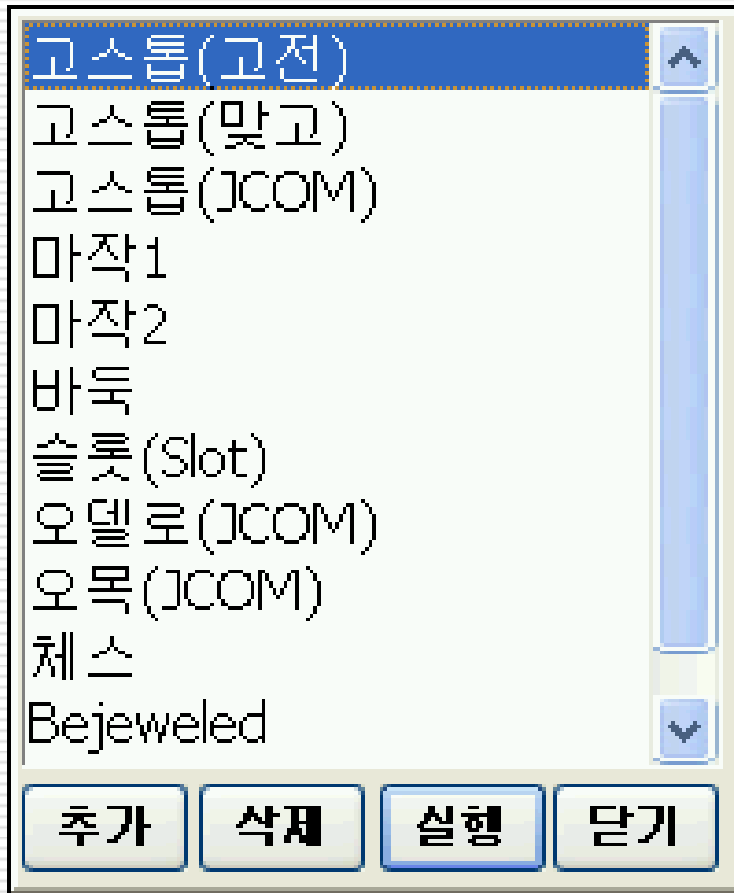 고스톱(고전)
고스톱(맞고)
고스톱(JCOM)
마작1
마작2
바둑
슬롯(Slot)
오델로(JCOM)
오목(JCOM)
체스
Bejeweled
추가 삭제 실행 닫기